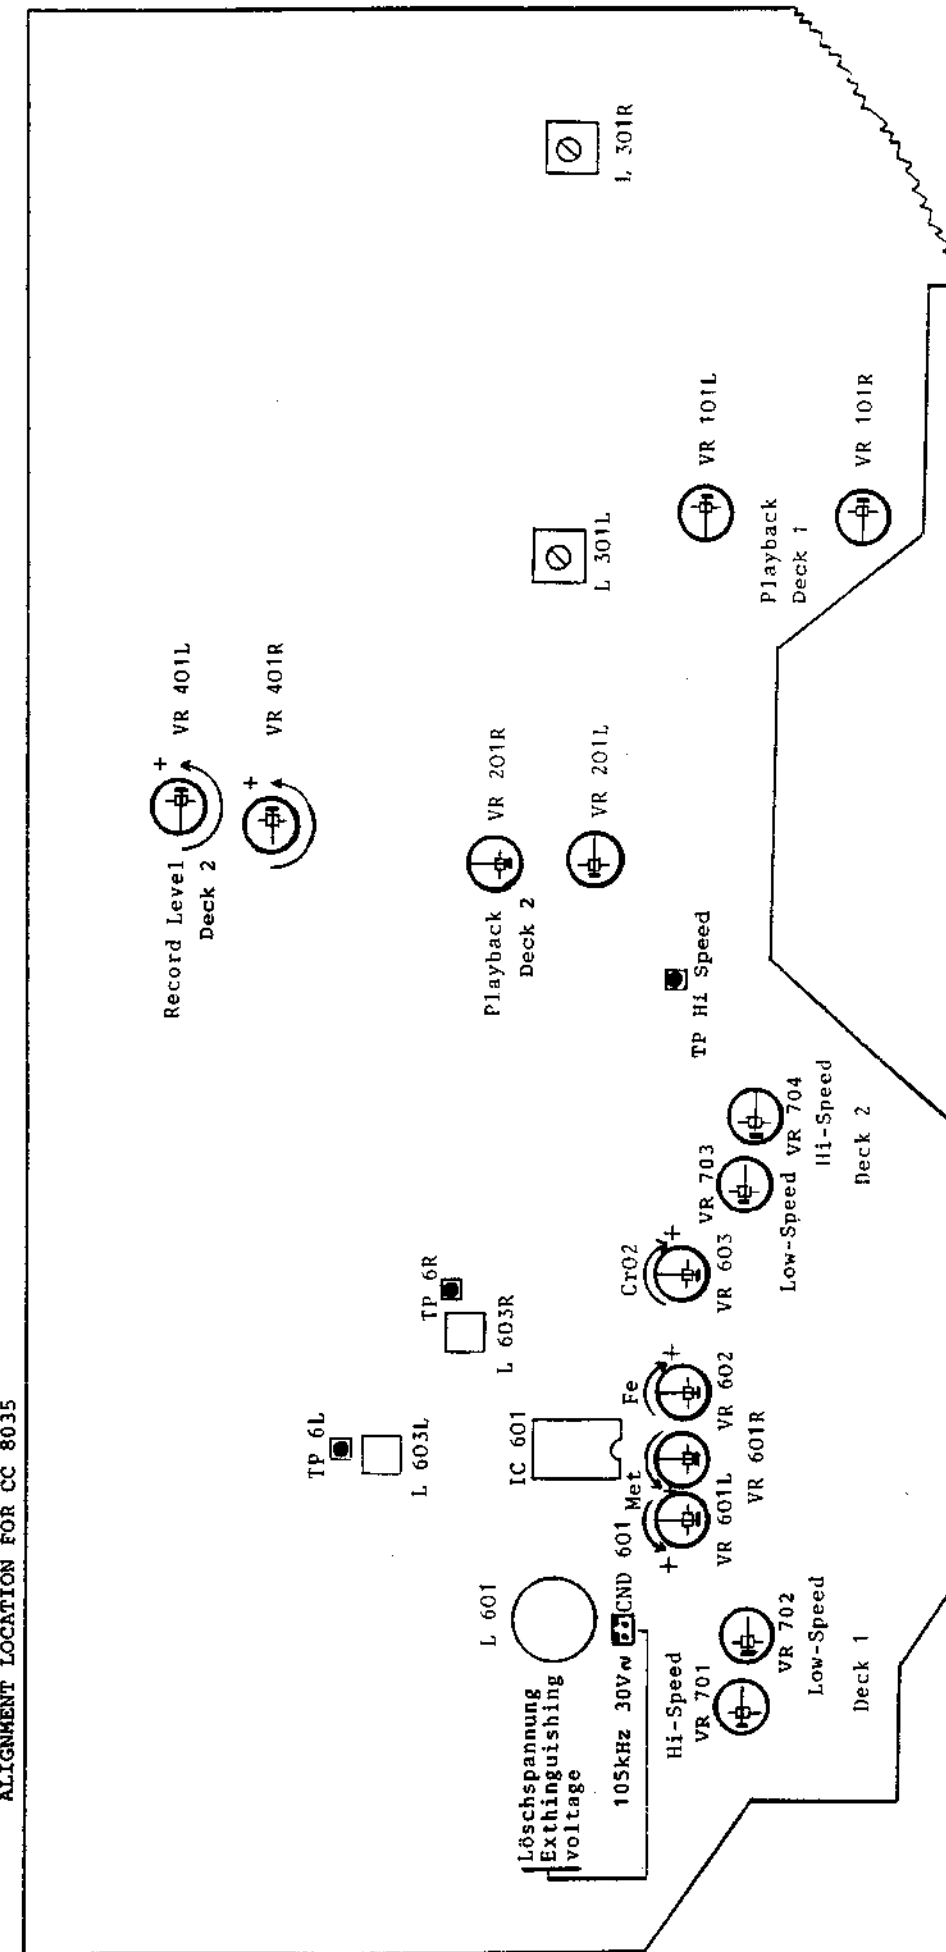 ALIGNMENT LOCATION FOR CC 8035
Record Level
Deck 2
VR 401L
+
VR 401R
+
L 301R
TP 6L
L 603L
TP 6R
L 603R
Playback
Deck 2
VR 201R
VR 201L
L 301L
L 601
IC 601
Löschspannung
Exthinguishing
voltage
105kHz 30V~
CND 601
Met
Fe
CrO2
+
+
+
+
VR 601L
VR 601R
VR 602
VR 603
TP Hi Speed
VR 101L
Playback
Deck 1
VR 101R
Hi-Speed
VR 701
VR 702
Low-Speed
Deck 1
VR 703
Low-Speed
VR 704
Hi-Speed
Deck 2